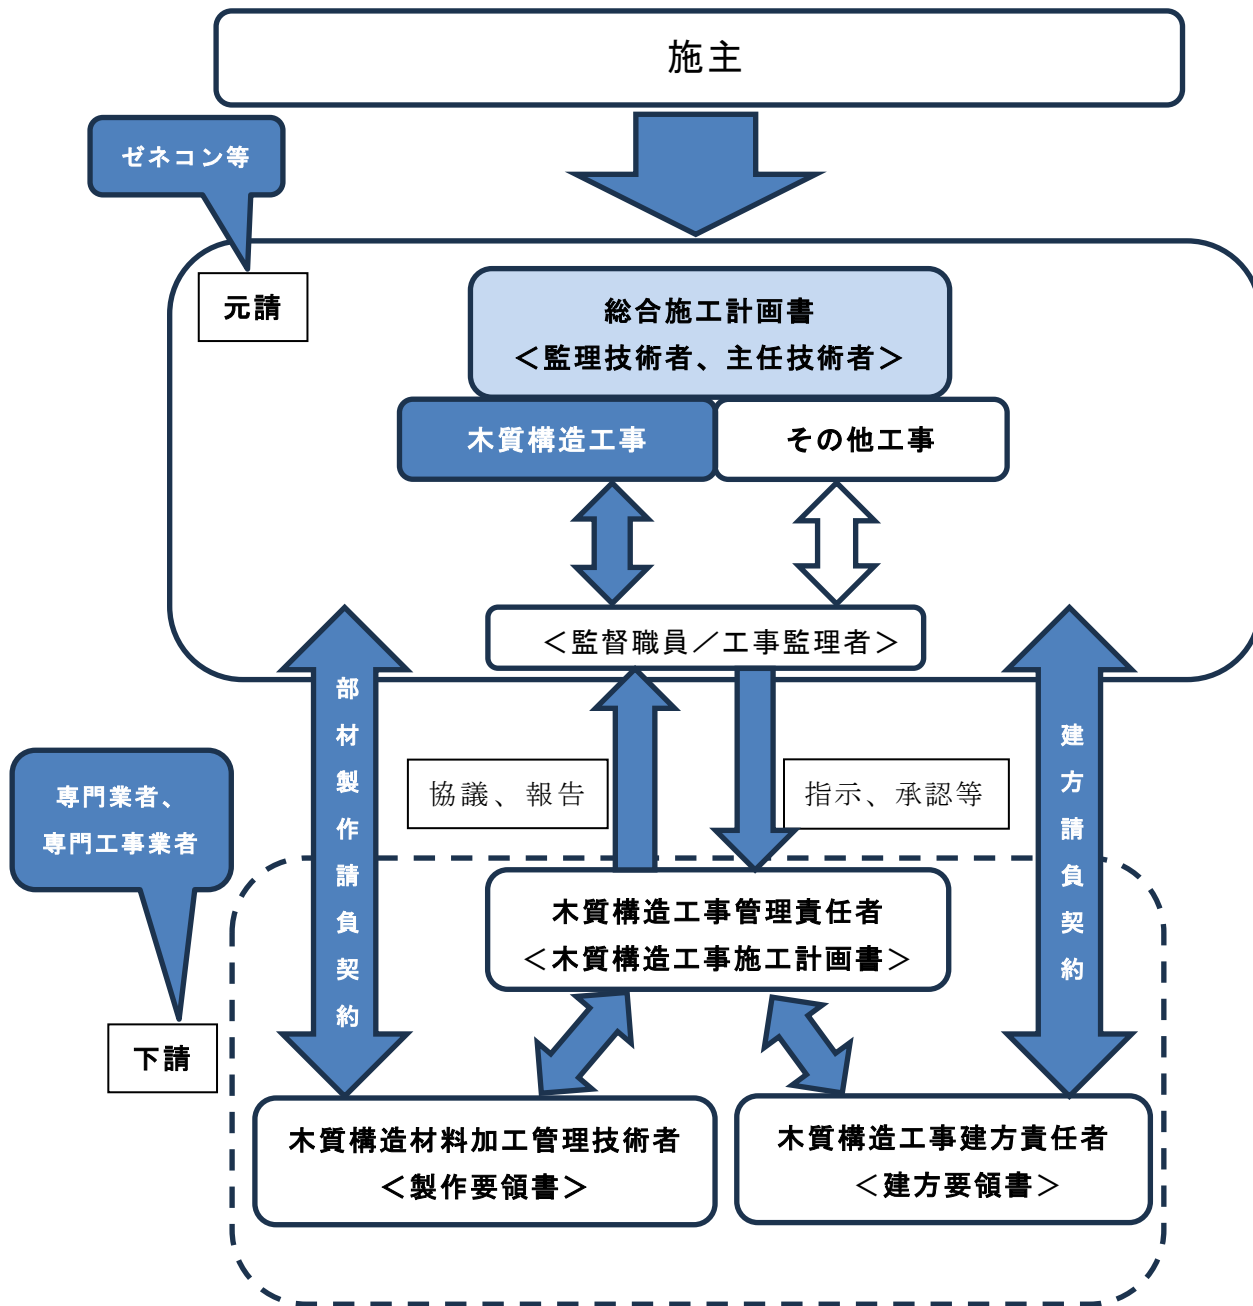 施主
ゼネコン等
元請
総合施工計画書
＜監理技術者、主任技術者＞
木質構造工事
その他工事
＜監督職員／工事監理者＞
部材製作請負契約
建方請負契約
協議、報告
指示、承認等
専門業者、
専門工事業者
下請
木質構造工事管理責任者
＜木質構造工事施工計画書＞
木質構造材料加工管理技術者
＜製作要領書＞
木質構造工事建方責任者
＜建方要領書＞